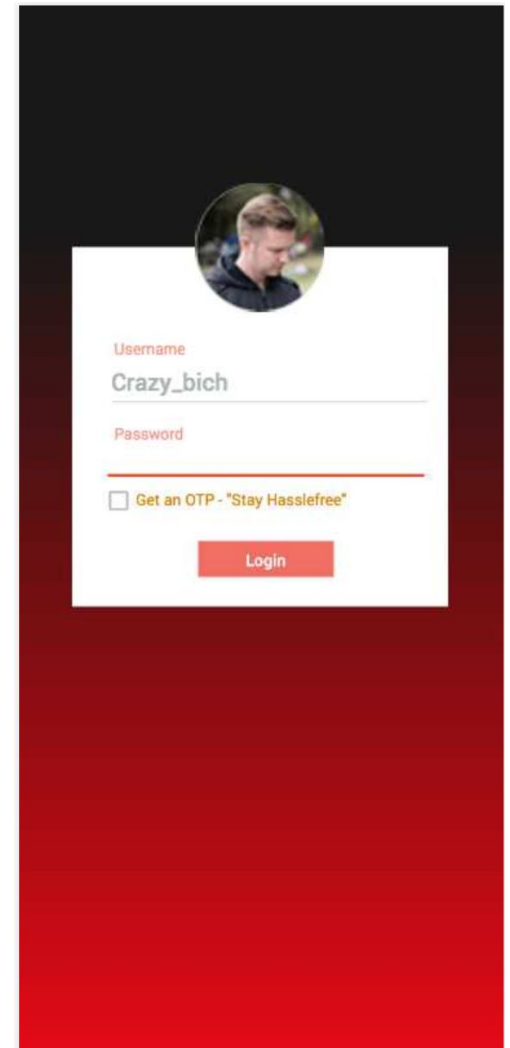 Username
Crazy_bich
Password
Get an OTP - "Stay Hasslefree"
Login